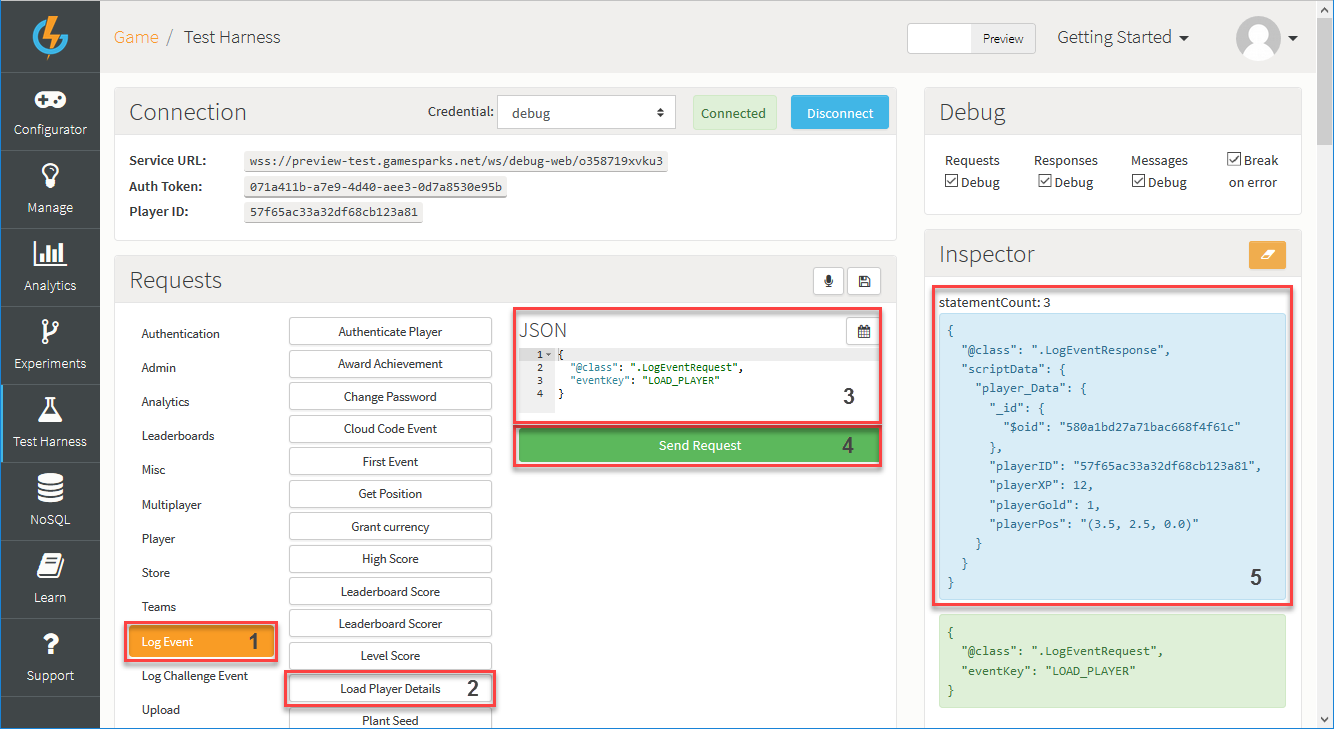 Game / Test Harness
Preview
Getting Started
Configurator
Manage
Analytics
Experiments
Test Harness
NoSQL
Learn
Support
Connection
Credential:
debug
Connected
Disconnect
Service URL:
wss://preview-test.gamesparks.net/ws/debug-web/o358719xvku3
Auth Token:
071a411b-a7e9-4d40-aee3-0d7a8530e95b
Player ID:
57f65ac33a32df68cb123a81
Requests
Authentication
Admin
Analytics
Leaderboards
Misc
Multiplayer
Player
Store
Teams
Log Event 1
Log Challenge Event
Upload
Authenticate Player
Award Achievement
Change Password
Cloud Code Event
First Event
Get Position
Grant currency
High Score
Leaderboard Score
Leaderboard Scorer
Level Score
Load Player Details 2
Plant Seed
JSON
1 {
2 "@class": ".LogEventRequest",
3 "eventKey": "LOAD_PLAYER"
4 }
3
Send Request 4
Debug
Requests
Debug
Responses
Debug
Messages
Debug
Break
on error
Inspector
statementCount: 3
{
"@class": ".LogEventResponse",
"scriptData": {
"player_Data": {
"_id": {
"$oid": "580a1bd27a71bac668f4f61c"
},
"playerID": "57f65ac33a32df68cb123a81",
"playerXP": 12,
"playerGold": 1,
"playerPos": "(3.5, 2.5, 0.0)"
}
}
}
5
{
"@class": ".LogEventRequest",
"eventKey": "LOAD_PLAYER"
}